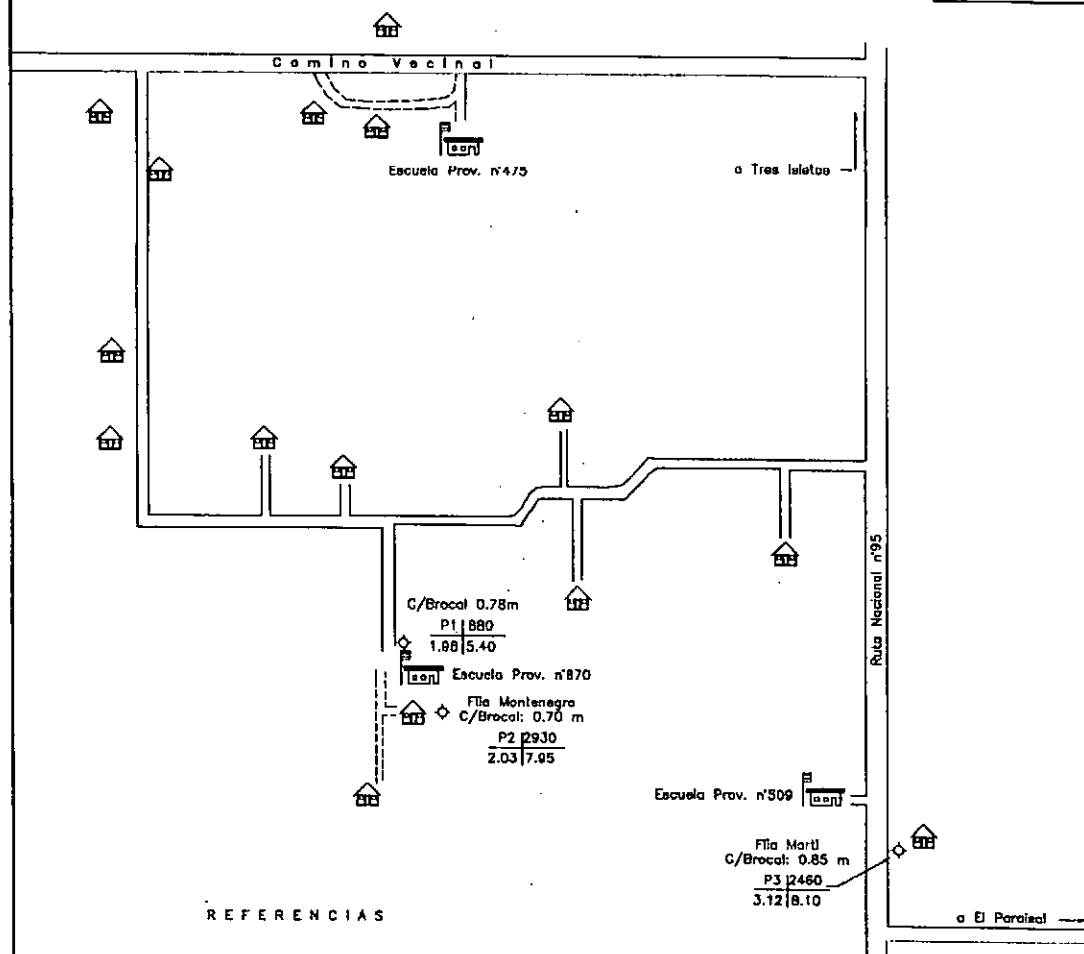 Camino Vecinal
Escuela Prov. n°475
a Tres Isletas
Ruta Nacional n°95
C/Brocal 0.78m
P1 880
1.98 5.40
Escuela Prov. n°870
Flia Montenegro
C/Brocal: 0.70 m
P2 2930
2.03 7.95
Escuela Prov. n°509
Flia Martí
C/Brocal: 0.85 m
P3 2460
3.12 8.10
REFERENCIAS
a El Paraisal